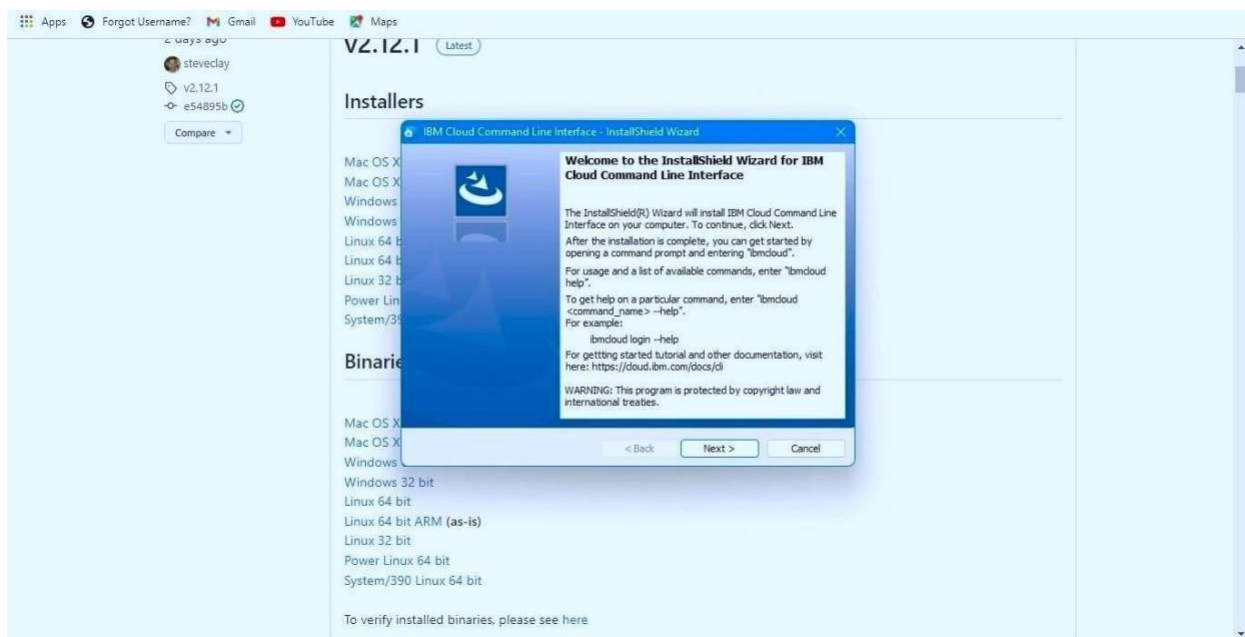 Apps Forgot Username? Gmail YouTube Maps
2 days ago
steveclay
v2.12.1
e54895b
Compare
v2.12.1 Latest
Installers
Mac OS X
Mac OS X
Windows
Windows
Linux 64 b
Linux 64 b
Linux 32 b
Power Lin
System/39
Binarie
Mac OS X
Mac OS X
Windows
Windows 32 bit
Linux 64 bit
Linux 64 bit ARM (as-is)
Linux 32 bit
Power Linux 64 bit
System/390 Linux 64 bit
To verify installed binaries, please see here
IBM Cloud Command Line Interface - InstallShield Wizard
Welcome to the InstallShield Wizard for IBM
Cloud Command Line Interface
The InstallShield(R) Wizard will install IBM Cloud Command Line
Interface on your computer. To continue, click Next.
After the installation is complete, you can get started by
opening a command prompt and entering "ibmcloud".
For usage and a list of available commands, enter "ibmcloud
help".
To get help on a particular command, enter "ibmcloud
<command_name> --help".
For example:
ibmcloud login --help
For gettting started tutorial and other documentation, visit
here: https://cloud.ibm.com/docs/cli
WARNING: This program is protected by copyright law and
international treaties.
< Back Next > Cancel